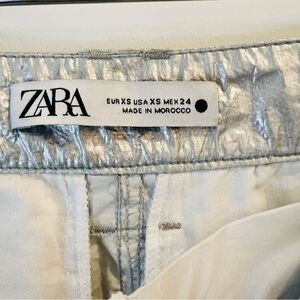 ZARA
EUR XS USA XS MEX 24
MADE IN MOROCCO